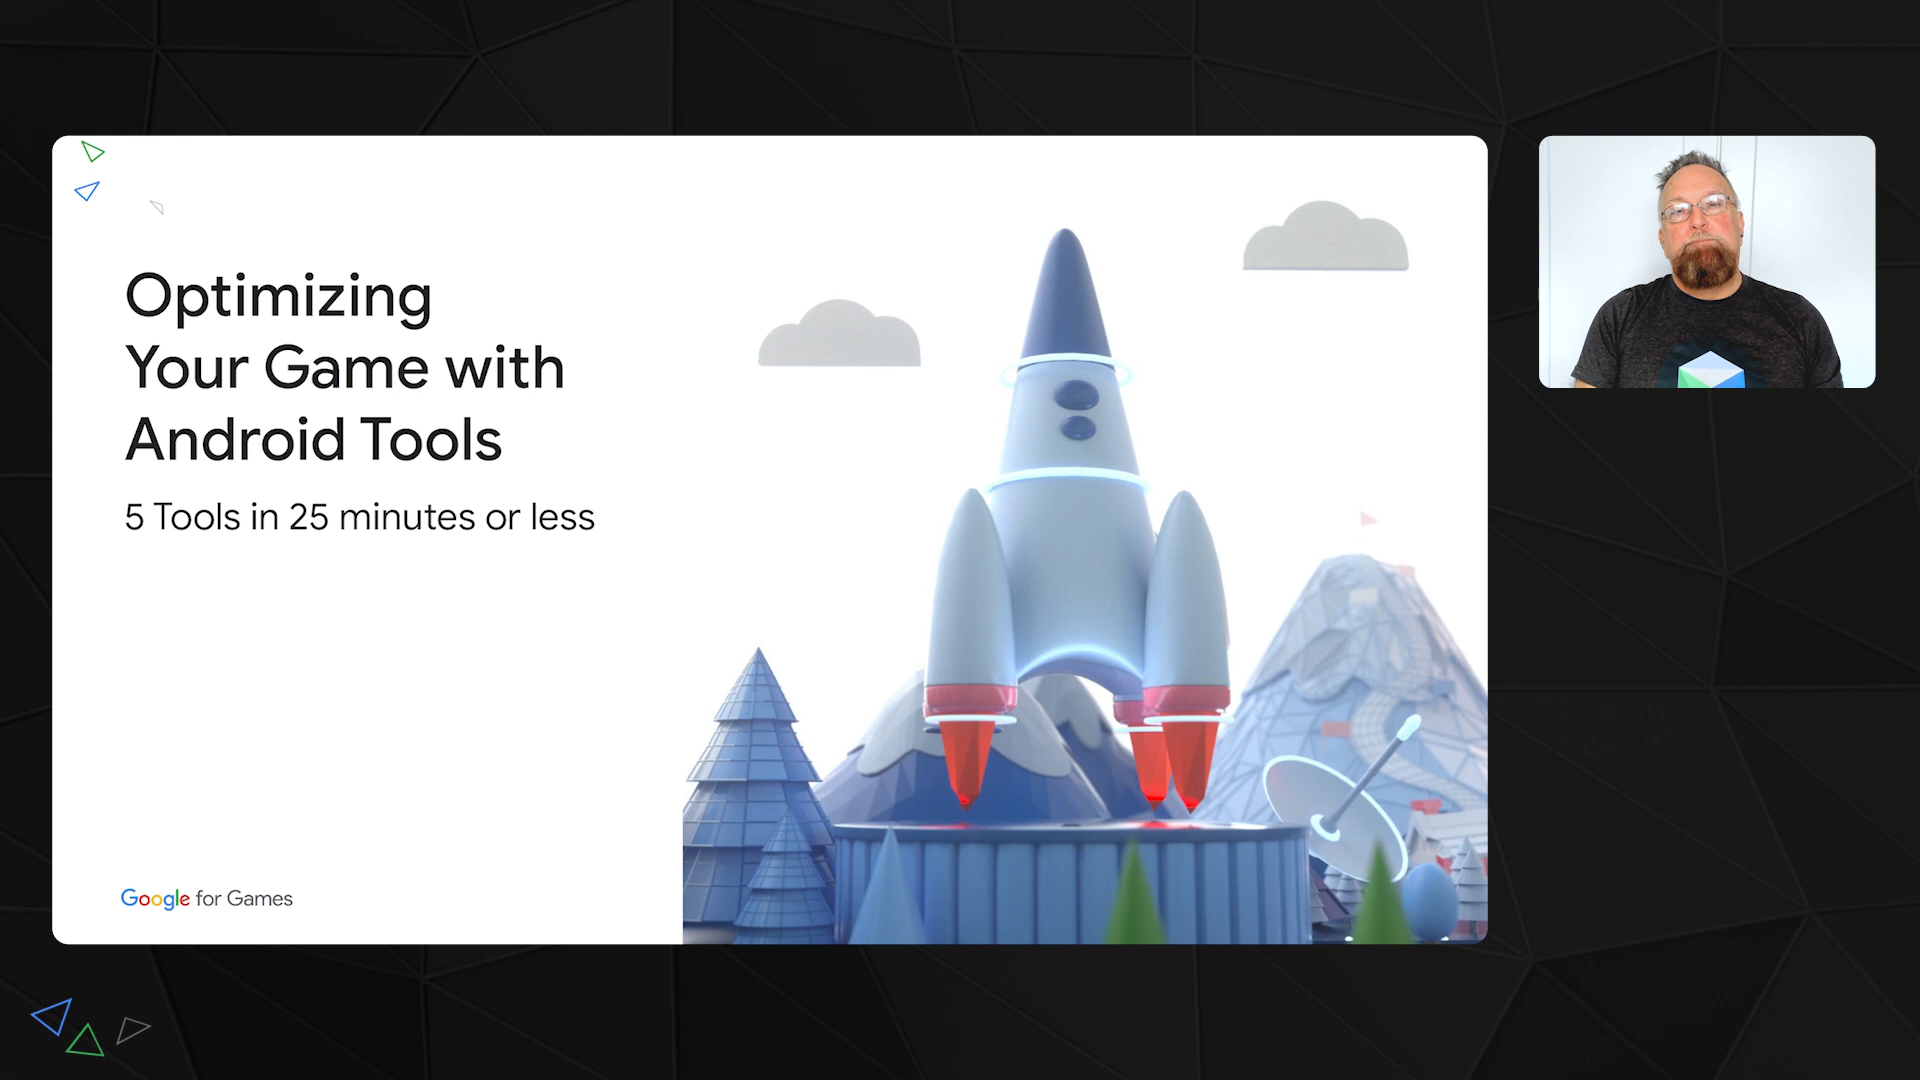 Optimizing
Your Game with
Android Tools
5 Tools in 25 minutes or less
Google for Games